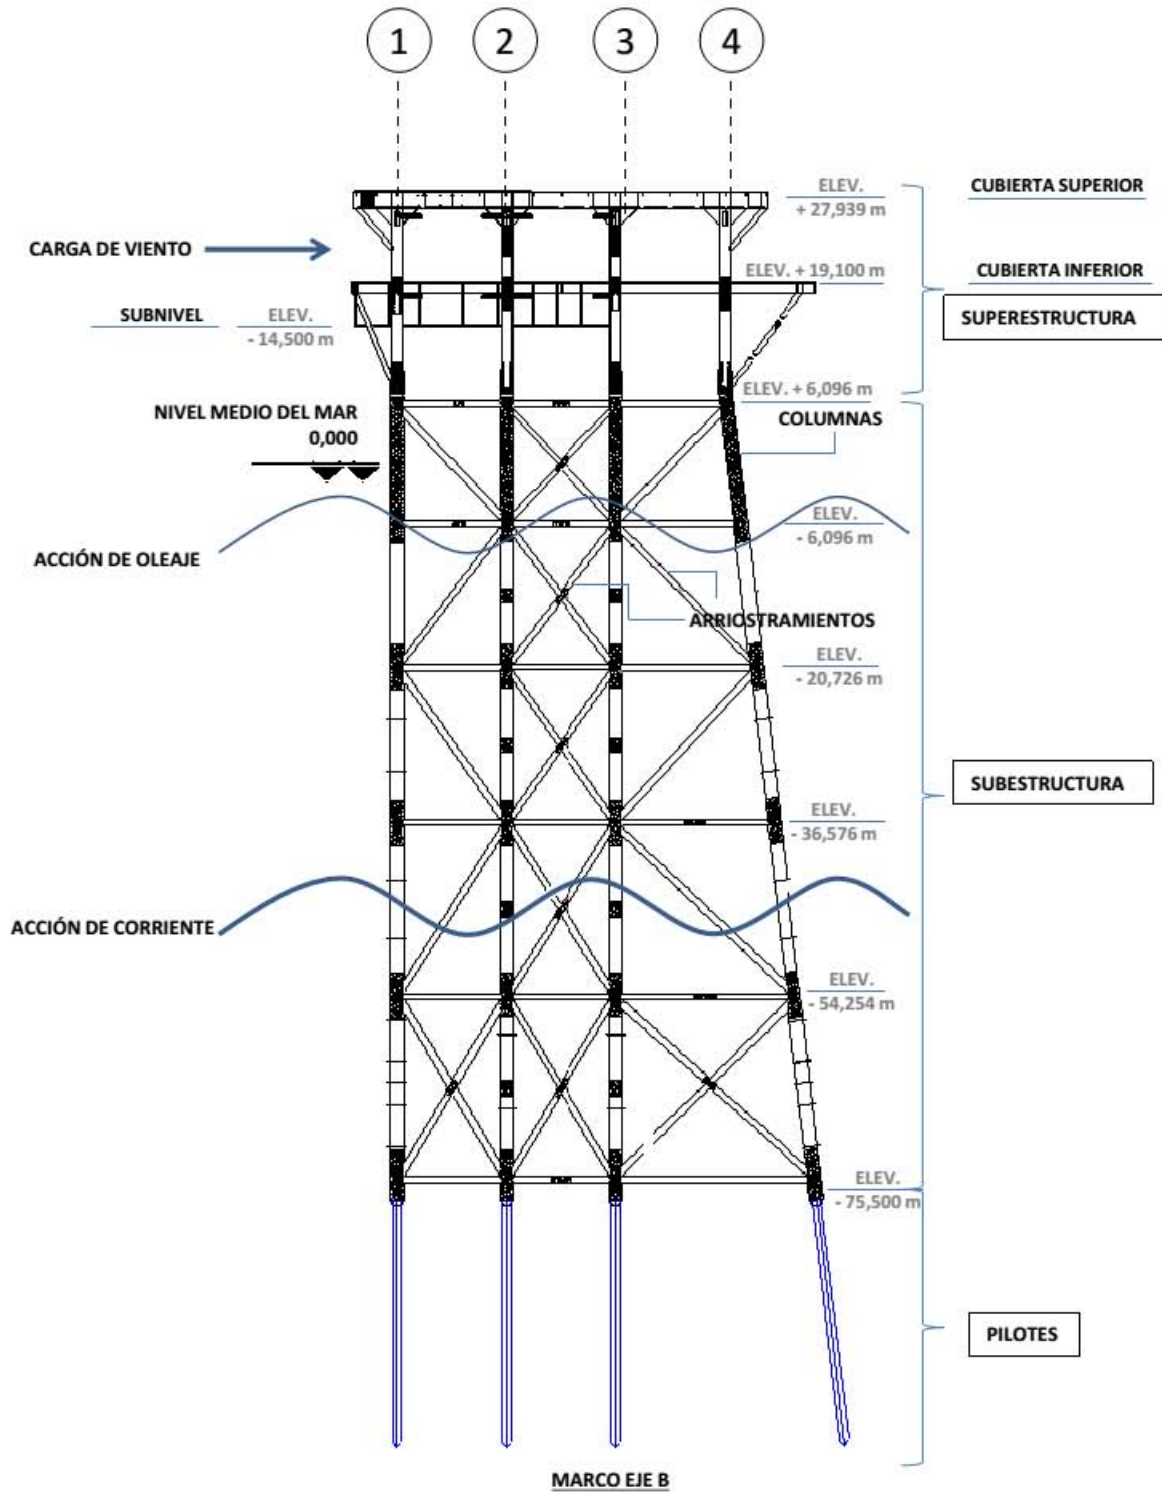 1 2 3 4
ELEV.
+ 27,939 m
CUBIERTA SUPERIOR
CARGA DE VIENTO
ELEV. + 19,100 m
CUBIERTA INFERIOR
SUBNIVEL
ELEV.
- 14,500 m
SUPERESTRUCTURA
ELEV. + 6,096 m
NIVEL MEDIO DEL MAR
0,000
COLUMNAS
ELEV.
- 6,096 m
ACCIÓN DE OLEAJE
ARRIOSTRAMIENTOS
ELEV.
- 20,726 m
SUBESTRUCTURA
ELEV.
- 36,576 m
ACCIÓN DE CORRIENTE
ELEV.
- 54,254 m
ELEV.
- 75,500 m
PILOTES
MARCO EJE B